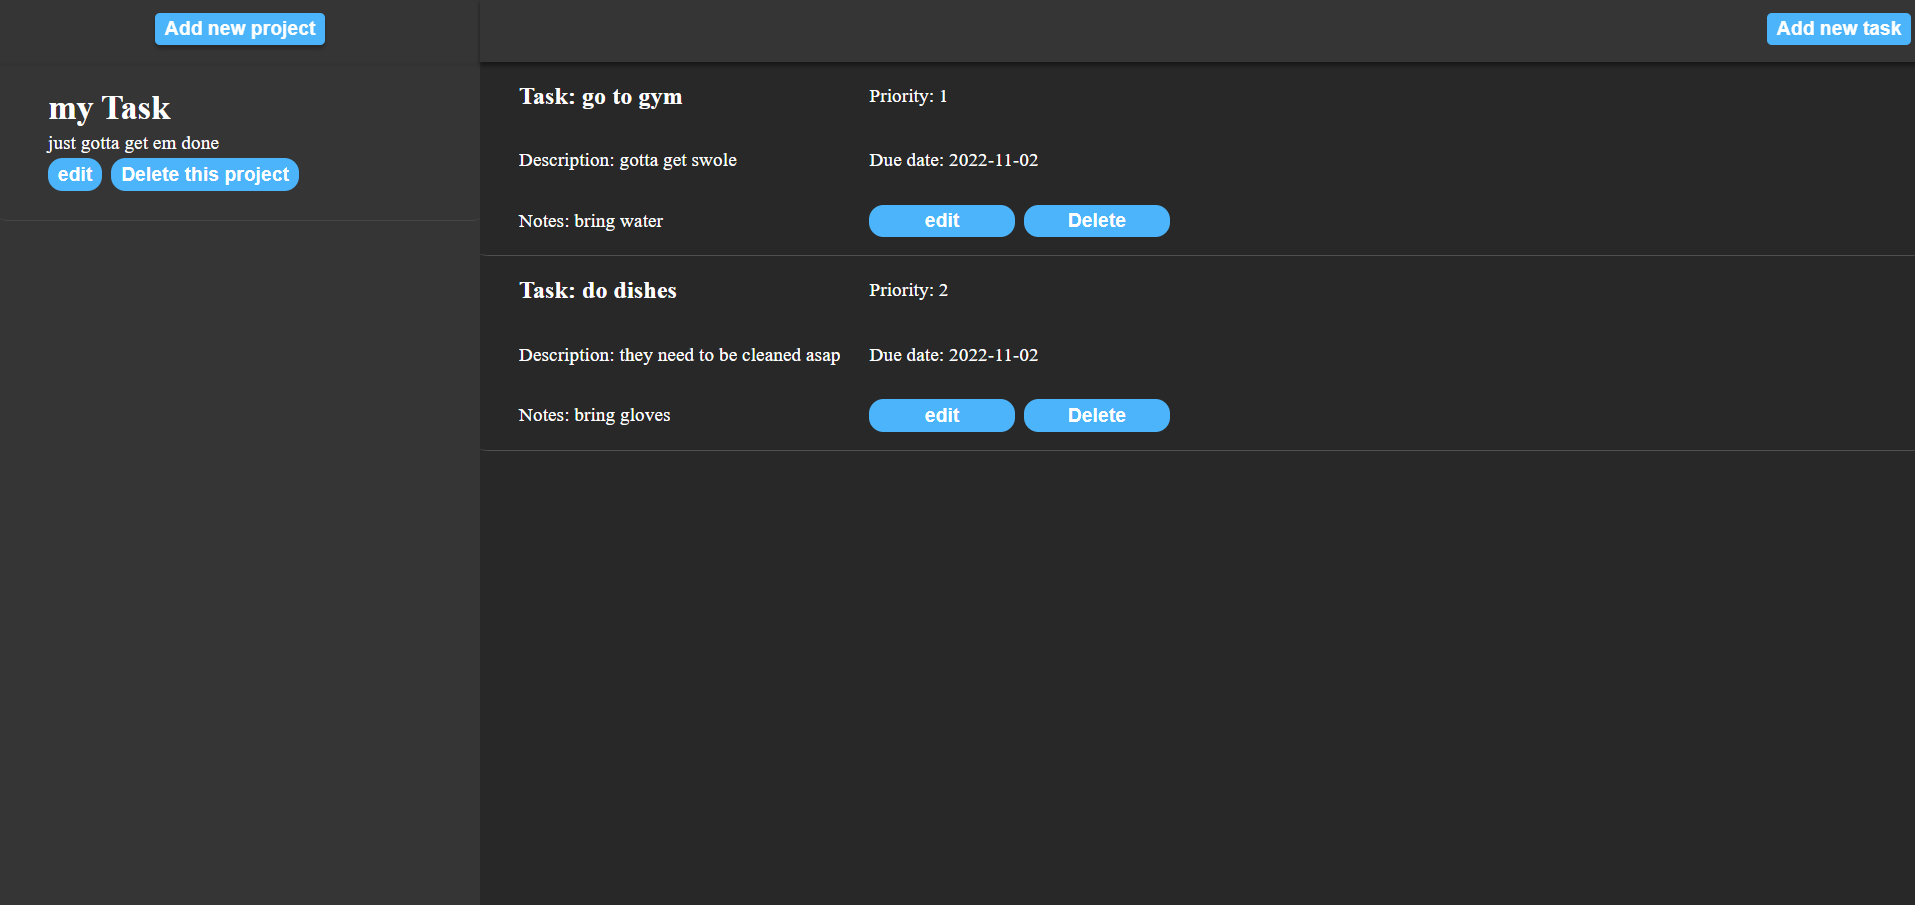 Add new project
Add new task
my Task
just gotta get em done
edit Delete this project
Task: go to gym Priority: 1
Description: gotta get swole Due date: 2022-11-02
Notes: bring water edit Delete
Task: do dishes Priority: 2
Description: they need to be cleaned asap Due date: 2022-11-02
Notes: bring gloves edit Delete